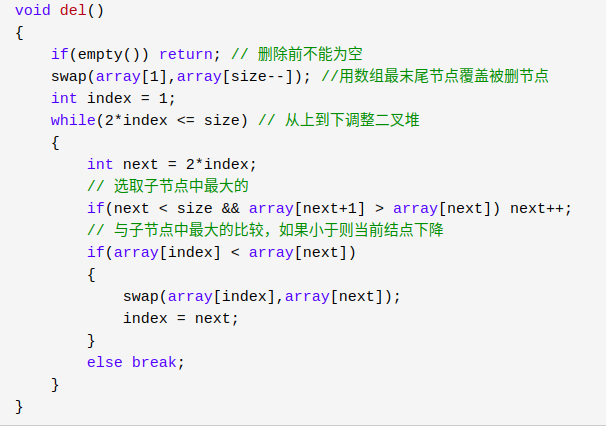 void del()
{
    if(empty()) return; // 删除前不能为空
    swap(array[1],array[size--]); //用数组最末尾节点覆盖被删节点
    int index = 1;
    while(2*index <= size) // 从上到下调整二叉堆
    {
        int next = 2*index;
        // 选取子节点中最大的
        if(next < size && array[next+1] > array[next]) next++;
        // 与子节点中最大的比较，如果小于则当前结点下降
        if(array[index] < array[next])
        {
            swap(array[index],array[next]);
            index = next;
        }
        else break;
    }
}